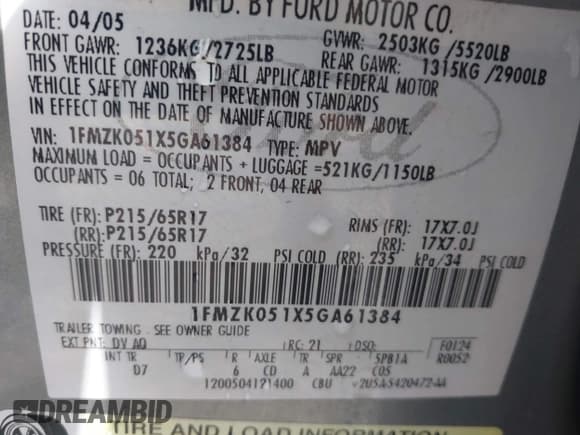 MFD. BY FORD MOTOR CO.
DATE: 04/05
GVWR: 2503KG/5520LB
FRONT GAWR: 1236KG/2725LB
REAR GAWR: 1315KG/2900LB
THIS VEHICLE CONFORMS TO ALL APPLICABLE FEDERAL MOTOR
VEHICLE SAFETY AND THEFT PREVENTION STANDARDS
IN EFFECT ON THE DATE OF MANUFACTURE SHOWN ABOVE.
VIN: 1FMZK051X5GA61384 TYPE: MPV
MAXIMUM LOAD = OCCUPANTS + LUGGAGE = 521KG/1150LB
OCCUPANTS = 06 TOTAL; 2 FRONT, 04 REAR
TIRE (FR): P215/65R17 RIMS (FR): 17X7.0J
(RR): P215/65R17 (RR): 17X7.0J
PRESSURE (FR): 220 kPa/32 PSI COLD (RR): 235 kPa/34 PSI COLD
1FMZK051X5GA61384
TRAILER TOWING - SEE OWNER GUIDE
EXT PNT: DV AQ RC: 21 DSO: F0124
INT TR TP/PS R AXLE TR SPR SPB1A R0052
D7 6 CD A AA22 C05
1200504121400 CBU
DREAMBID
TIRE AND LOADING INFORMATION